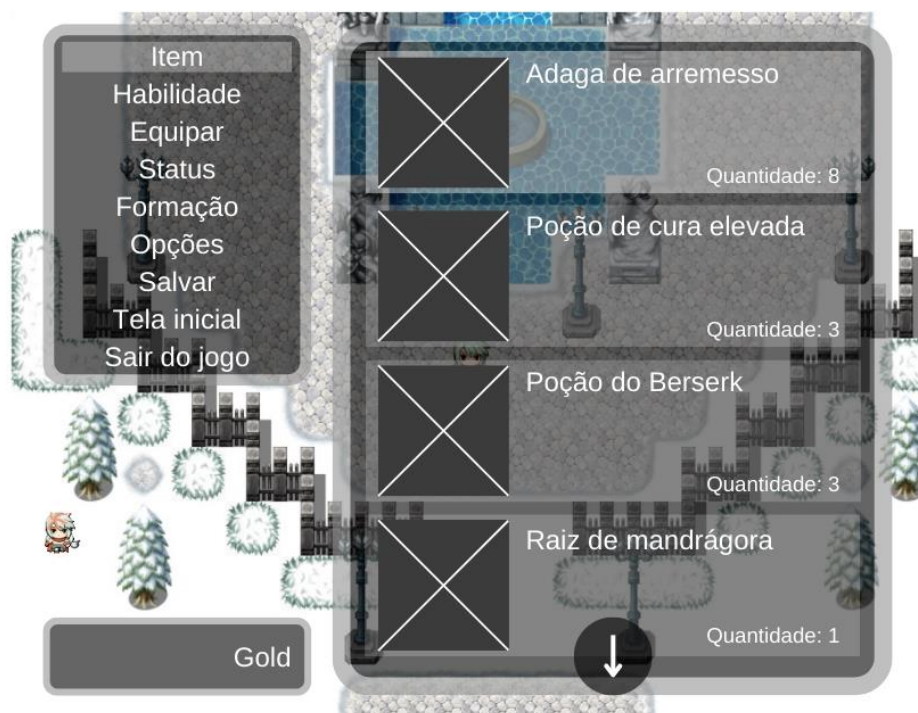 Item
Habilidade
Equipar
Status
Formação
Opções
Salvar
Tela inicial
Sair do jogo
Gold
Adaga de arremesso
Quantidade: 8
Poção de cura elevada
Quantidade: 3
Poção do Berserk
Quantidade: 3
Raiz de mandrágora
Quantidade: 1